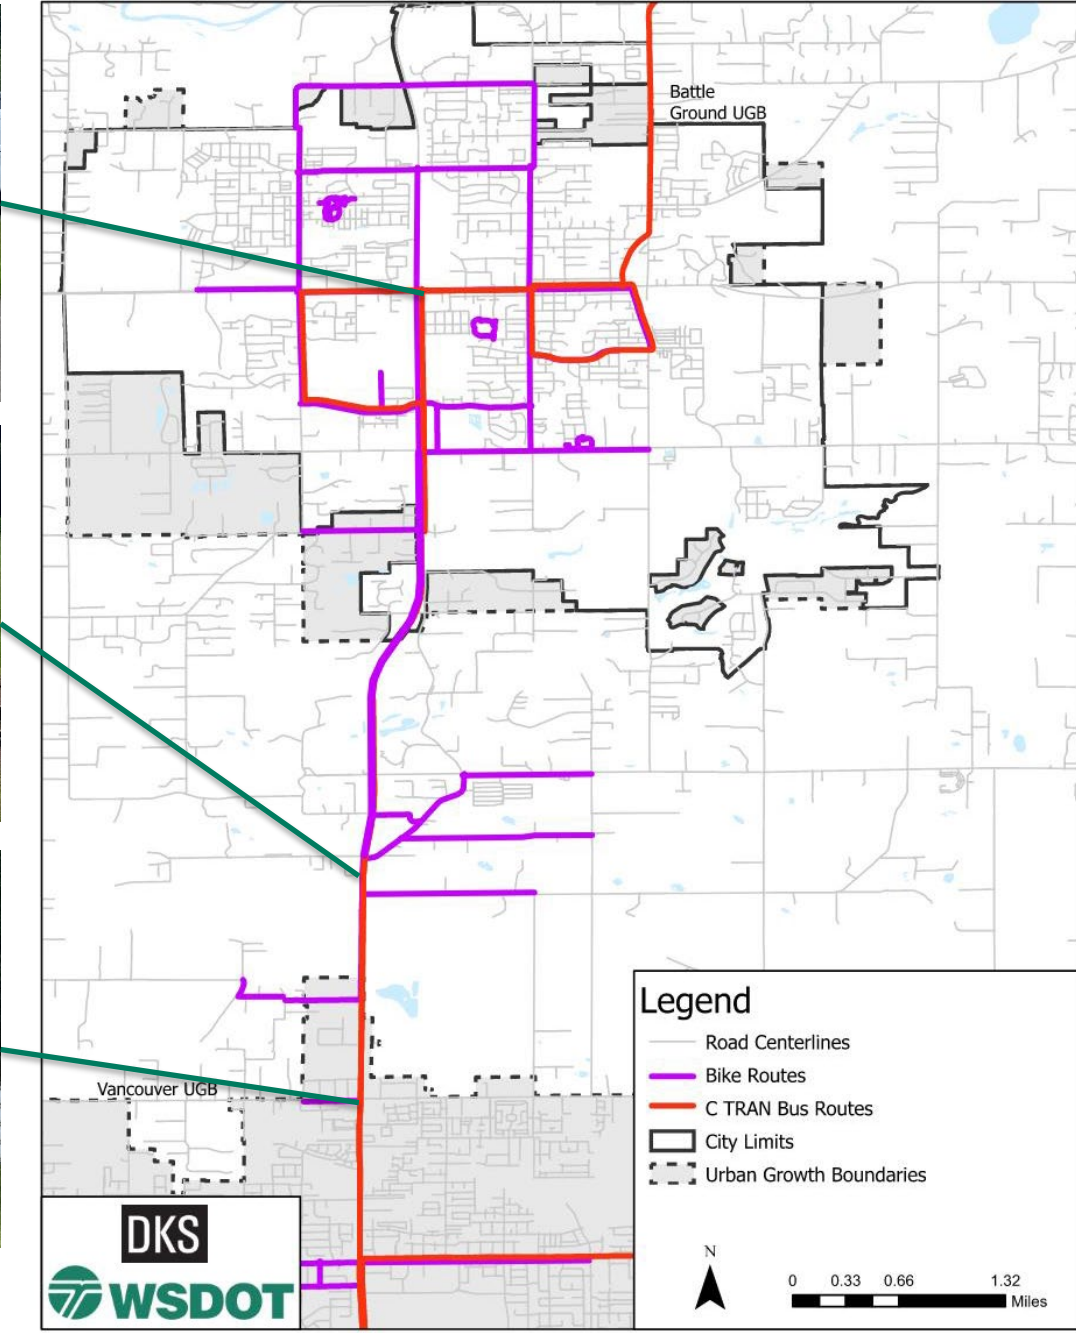 Battle
Ground UGB
Vancouver UGB
Legend
Road Centerlines
Bike Routes
C TRAN Bus Routes
City Limits
Urban Growth Boundaries
N
0 0.33 0.66 1.32
Miles
DKS
WSDOT